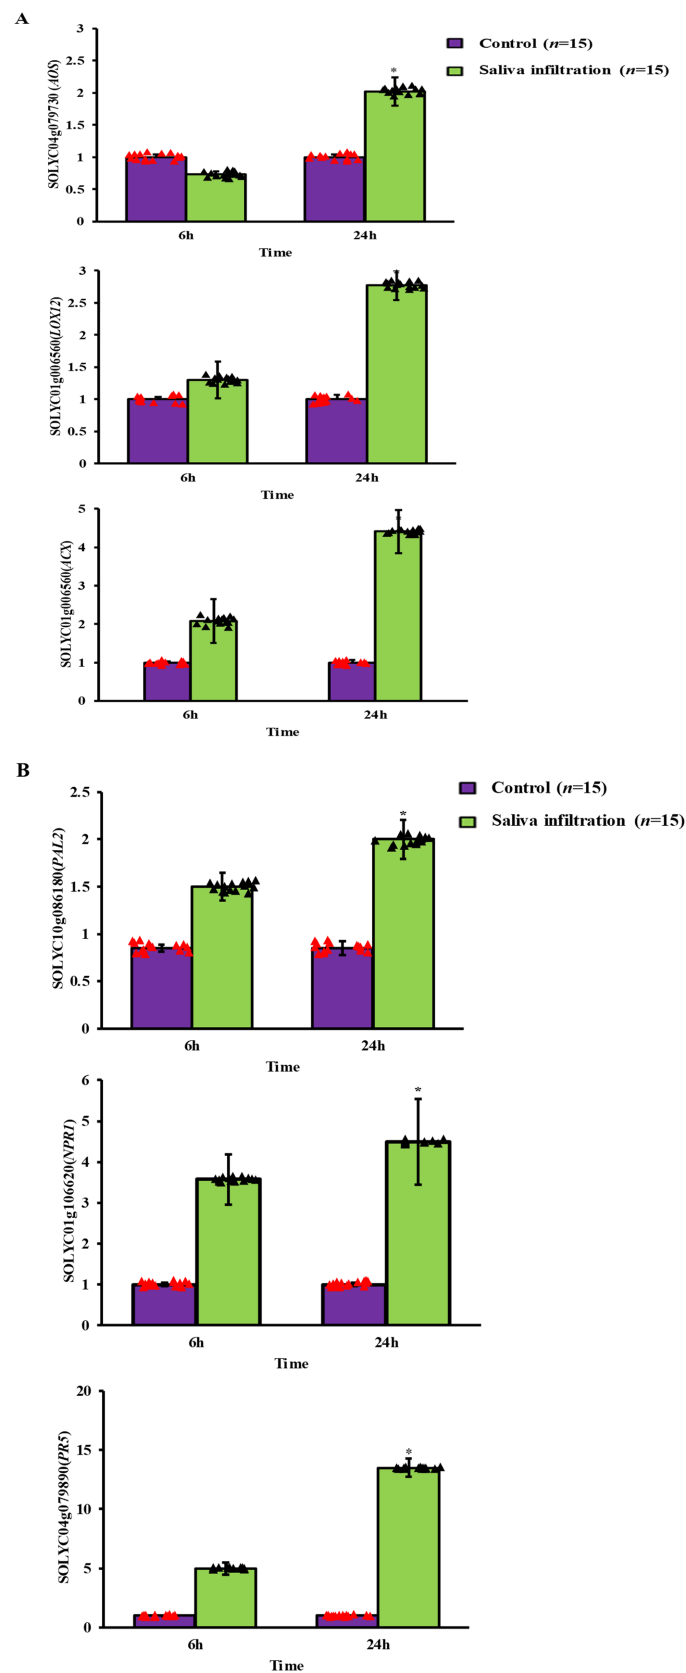 A
Control (n=15)
Saliva infiltration (n=15)
SOLYC04g079730 (AOS)
3
2.5
2
1.5
1
0.5
0
*
6h
24h
Time
SOLYC01g006560(LOX12)
3
2.5
2
1.5
1
0.5
0
*
6h
24h
Time
SOLYC01g006560(ACX)
5
4
3
2
1
0
*
6h
24h
Time
B
Control (n=15)
Saliva infiltration (n=15)
SOLYC10g086180(PAL2)
2.5
2
1.5
1
0.5
0
*
6h
24h
Time
SOLYC01g106620(NPR1)
6
5
4
3
2
1
0
*
6h
24h
Time
SOLYC04g079890(PR5)
20
15
10
5
0
*
6h
24h
Time